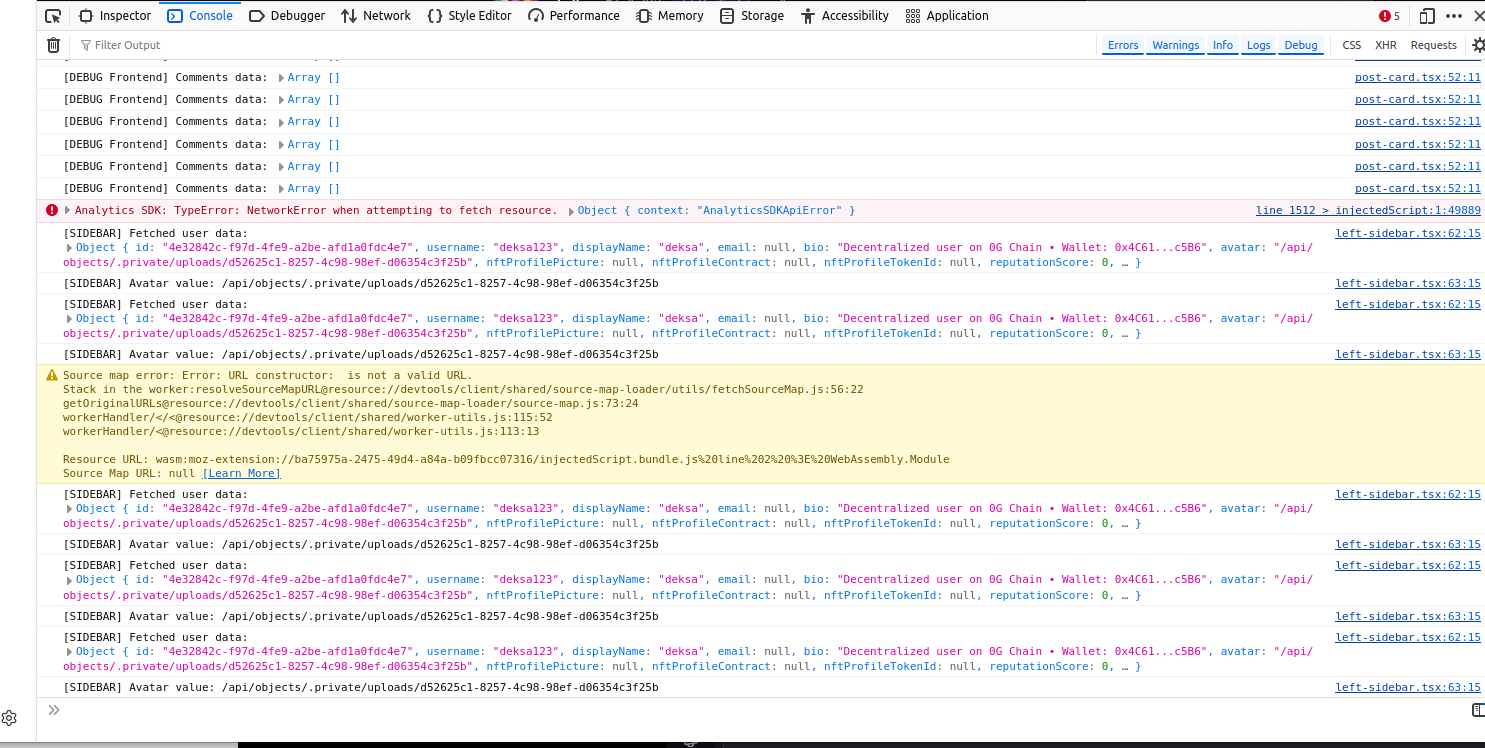 Inspector Console Debugger Network Style Editor Performance Memory Storage Accessibility Application 5
Filter Output Errors Warnings Info Logs Debug CSS XHR Requests
[DEBUG Frontend] Comments data: Array [] post-card.tsx:52:11
[DEBUG Frontend] Comments data: Array [] post-card.tsx:52:11
[DEBUG Frontend] Comments data: Array [] post-card.tsx:52:11
[DEBUG Frontend] Comments data: Array [] post-card.tsx:52:11
[DEBUG Frontend] Comments data: Array [] post-card.tsx:52:11
[DEBUG Frontend] Comments data: Array [] post-card.tsx:52:11
Analytics SDK: TypeError: NetworkError when attempting to fetch resource. Object { context: "AnalyticsSDKApiError" } line 1512 > injectedScript:1:49889
[SIDEBAR] Fetched user data: left-sidebar.tsx:62:15
Object { id: "4e32842c-f97d-4fe9-a2be-afd1a0fdc4e7", username: "deksa123", displayName: "deksa", email: null, bio: "Decentralized user on 0G Chain • Wallet: 0x4C61...c5B6", avatar: "/api/
objects/.private/uploads/d52625c1-8257-4c98-98ef-d06354c3f25b", nftProfilePicture: null, nftProfileContract: null, nftProfileTokenId: null, reputationScore: 0, … }
[SIDEBAR] Avatar value: /api/objects/.private/uploads/d52625c1-8257-4c98-98ef-d06354c3f25b left-sidebar.tsx:63:15
[SIDEBAR] Fetched user data: left-sidebar.tsx:62:15
Object { id: "4e32842c-f97d-4fe9-a2be-afd1a0fdc4e7", username: "deksa123", displayName: "deksa", email: null, bio: "Decentralized user on 0G Chain • Wallet: 0x4C61...c5B6", avatar: "/api/
objects/.private/uploads/d52625c1-8257-4c98-98ef-d06354c3f25b", nftProfilePicture: null, nftProfileContract: null, nftProfileTokenId: null, reputationScore: 0, … }
[SIDEBAR] Avatar value: /api/objects/.private/uploads/d52625c1-8257-4c98-98ef-d06354c3f25b left-sidebar.tsx:63:15
Source map error: Error: URL constructor:  is not a valid URL.
Stack in the worker:resolveSourceMapURL@resource://devtools/client/shared/source-map-loader/utils/fetchSourceMap.js:56:22
getOriginalURLs@resource://devtools/client/shared/source-map-loader/source-map.js:73:24
workerHandler/</<@resource://devtools/client/shared/worker-utils.js:115:52
workerHandler/<@resource://devtools/client/shared/worker-utils.js:113:13
Resource URL: wasm:moz-extension://ba75975a-2475-49d4-a84a-b09fbcc07316/injectedScript.bundle.js%20line%202%20%3E%20WebAssembly.Module
Source Map URL: null [Learn More]
[SIDEBAR] Fetched user data: left-sidebar.tsx:62:15
Object { id: "4e32842c-f97d-4fe9-a2be-afd1a0fdc4e7", username: "deksa123", displayName: "deksa", email: null, bio: "Decentralized user on 0G Chain • Wallet: 0x4C61...c5B6", avatar: "/api/
objects/.private/uploads/d52625c1-8257-4c98-98ef-d06354c3f25b", nftProfilePicture: null, nftProfileContract: null, nftProfileTokenId: null, reputationScore: 0, … }
[SIDEBAR] Avatar value: /api/objects/.private/uploads/d52625c1-8257-4c98-98ef-d06354c3f25b left-sidebar.tsx:63:15
[SIDEBAR] Fetched user data: left-sidebar.tsx:62:15
Object { id: "4e32842c-f97d-4fe9-a2be-afd1a0fdc4e7", username: "deksa123", displayName: "deksa", email: null, bio: "Decentralized user on 0G Chain • Wallet: 0x4C61...c5B6", avatar: "/api/
objects/.private/uploads/d52625c1-8257-4c98-98ef-d06354c3f25b", nftProfilePicture: null, nftProfileContract: null, nftProfileTokenId: null, reputationScore: 0, … }
[SIDEBAR] Avatar value: /api/objects/.private/uploads/d52625c1-8257-4c98-98ef-d06354c3f25b left-sidebar.tsx:63:15
[SIDEBAR] Fetched user data: left-sidebar.tsx:62:15
Object { id: "4e32842c-f97d-4fe9-a2be-afd1a0fdc4e7", username: "deksa123", displayName: "deksa", email: null, bio: "Decentralized user on 0G Chain • Wallet: 0x4C61...c5B6", avatar: "/api/
objects/.private/uploads/d52625c1-8257-4c98-98ef-d06354c3f25b", nftProfilePicture: null, nftProfileContract: null, nftProfileTokenId: null, reputationScore: 0, … }
[SIDEBAR] Avatar value: /api/objects/.private/uploads/d52625c1-8257-4c98-98ef-d06354c3f25b left-sidebar.tsx:63:15